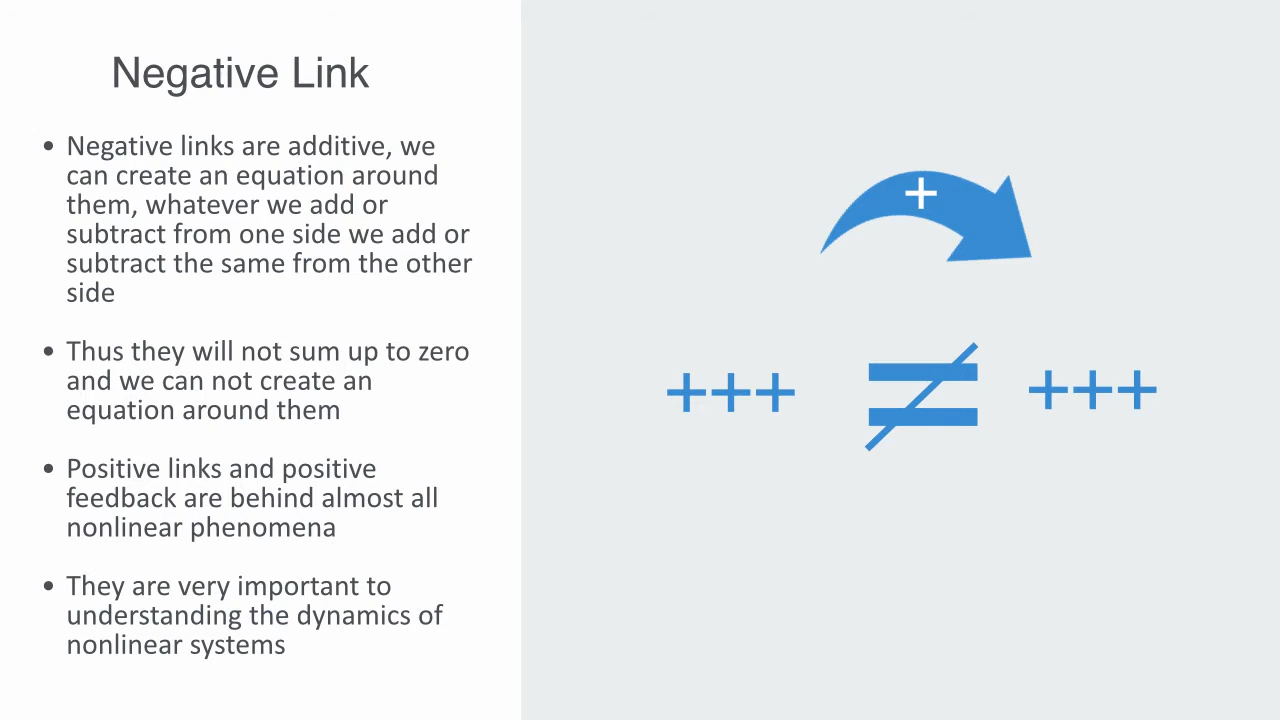 Negative Link
• Negative links are additive, we
can create an equation around
them, whatever we add or
subtract from one side we add or
subtract the same from the other
side
• Thus they will not sum up to zero
and we can not create an
equation around them
• Positive links and positive
feedback are behind almost all
nonlinear phenomena
• They are very important to
understanding the dynamics of
nonlinear systems
+
+++ ≠ +++